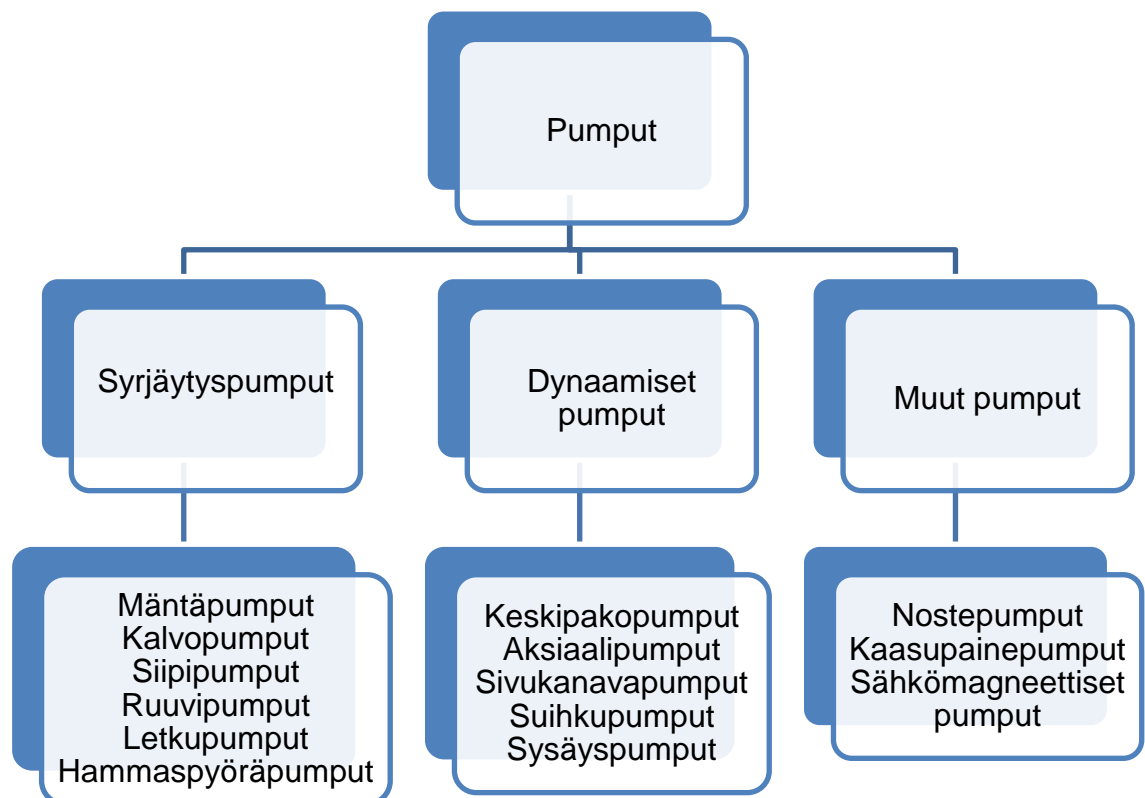 Pumput
Syrjäytyspumput
Dynaamiset
pumput
Muut pumput
Mäntäpumput
Kalvopumput
Siipipumput
Ruuvipumput
Letkupumput
Hammaspyöräpumput
Keskipakopumput
Aksiaalipumput
Sivukanavapumput
Suihkupumput
Sysäyspumput
Nostepumput
Kaasupainepumput
Sähkömagneettiset
pumput